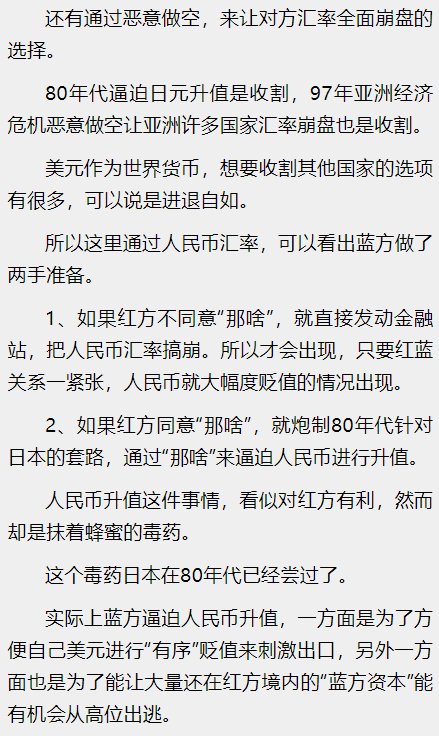 还有通过恶意做空，来让对方汇率全面崩盘的
选择。
80年代逼迫日元升值是收割，97年亚洲经济
危机恶意做空让亚洲许多国家汇率崩盘也是收割。
美元作为世界货币，想要收割其他国家的选项
有很多，可以说是进退自如。
所以这里通过人民币汇率，可以看出蓝方做了
两手准备。
1、如果红方不同意“那啥”，就直接发动金融
站，把人民币汇率搞崩。所以才会出现，只要红蓝
关系一紧张，人民币就大幅度贬值的情况出现。
2、如果红方同意“那啥”，就炮制80年代针对
日本的套路，通过“那啥”来逼迫人民币进行升值。
人民币升值这件事情，看似对红方有利，然而
却是抹着蜂蜜的毒药。
这个毒药日本在80年代已经尝过了。
实际上蓝方逼迫人民币升值，一方面是为了方
便自己美元进行“有序”贬值来刺激出口，另外一方
面也是为了能让大量还在红方境内的“蓝方资本”能
有机会从高位出逃。